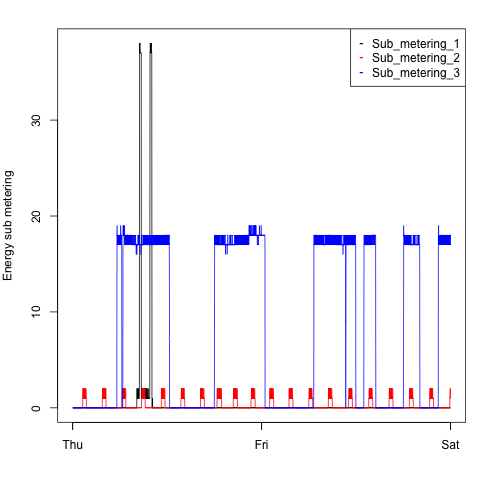 Sub_metering_1
Sub_metering_2
Sub_metering_3
Energy sub metering
30
20
10
0
Thu
Fri
Sat